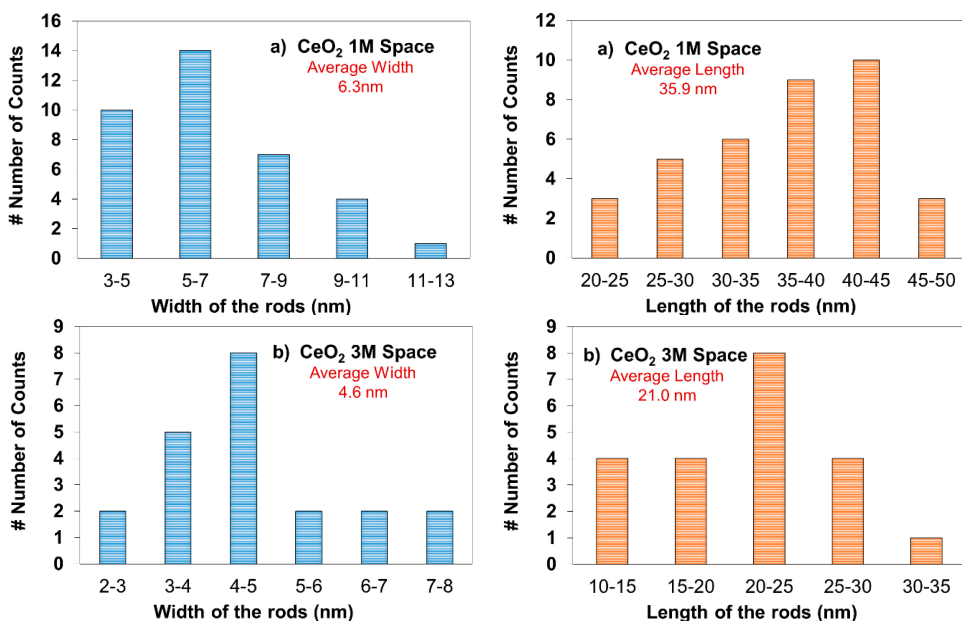 16
14
12
10
8
6
4
2
0
# Number of Counts
a) CeO₂ 1M Space
Average Width
6.3nm
3-5 5-7 7-9 9-11 11-13
Width of the rods (nm)
12
10
8
6
4
2
0
# Number of Counts
a) CeO₂ 1M Space
Average Length
35.9 nm
20-25 25-30 30-35 35-40 40-45 45-50
Length of the rods (nm)
9
8
7
6
5
4
3
2
1
0
# Number of Counts
b) CeO₂ 3M Space
Average Width
4.6 nm
2-3 3-4 4-5 5-6 6-7 7-8
Width of the rods (nm)
9
8
7
6
5
4
3
2
1
0
# Number of Counts
b) CeO₂ 3M Space
Average Length
21.0 nm
10-15 15-20 20-25 25-30 30-35
Length of the rods (nm)